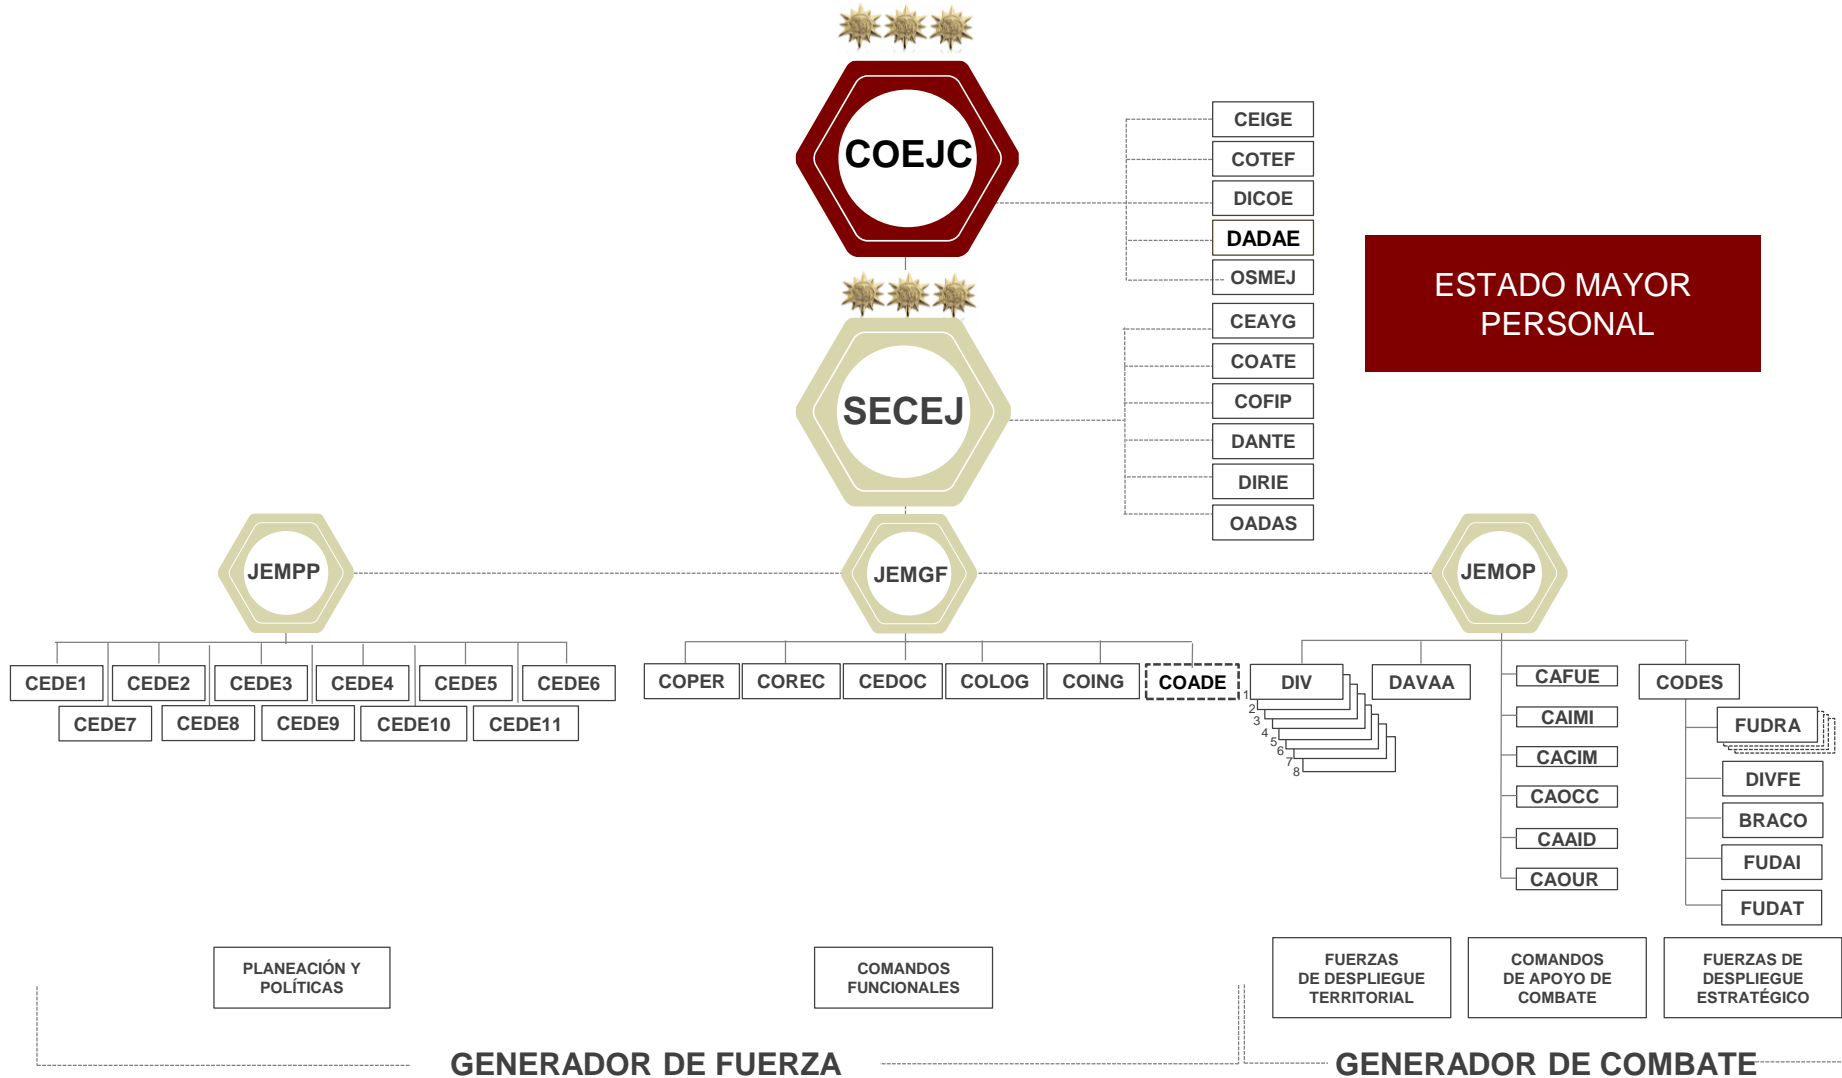 COEJC
CEIGE
COTEF
DICOE
DADAE
OSMEJ
ESTADO MAYOR
PERSONAL
SECEJ
CEAYG
COATE
COFIP
DANTE
DIRIE
OADAS
JEMPP
JEMGF
JEMOP
CEDE1
CEDE2
CEDE3
CEDE4
CEDE5
CEDE6
CEDE7
CEDE8
CEDE9
CEDE10
CEDE11
COPER
COREC
CEDOC
COLOG
COING
COADE
DIV
1
2
3
4
5
6
7
8
DAVAA
CAFUE
CAIMI
CACIM
CAOCC
CAAID
CAOUR
CODES
FUDRA
DIVFE
BRACO
FUDAI
FUDAT
PLANEACIÓN Y
POLÍTICAS
COMANDOS
FUNCIONALES
FUERZAS
DE DESPLIEGUE
TERRITORIAL
COMANDOS
DE APOYO DE
COMBATE
FUERZAS DE
DESPLIEGUE
ESTRATÉGICO
GENERADOR DE FUERZA
GENERADOR DE COMBATE